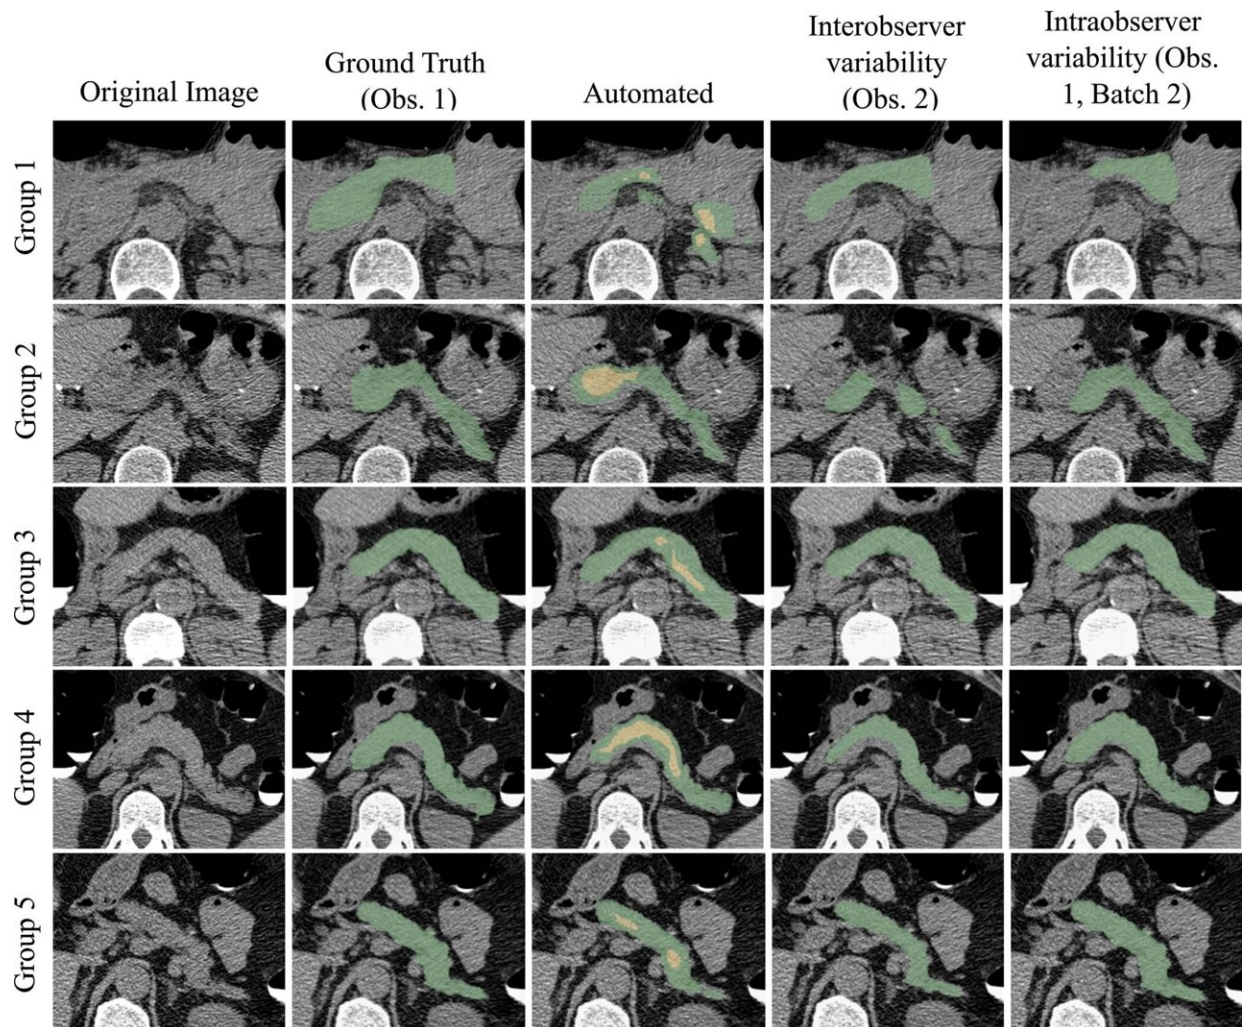 Original Image
Ground Truth
(Obs. 1)
Automated
Interobserver
variability
(Obs. 2)
Intraobserver
variability (Obs.
1, Batch 2)
Group 1
Group 2
Group 3
Group 4
Group 5